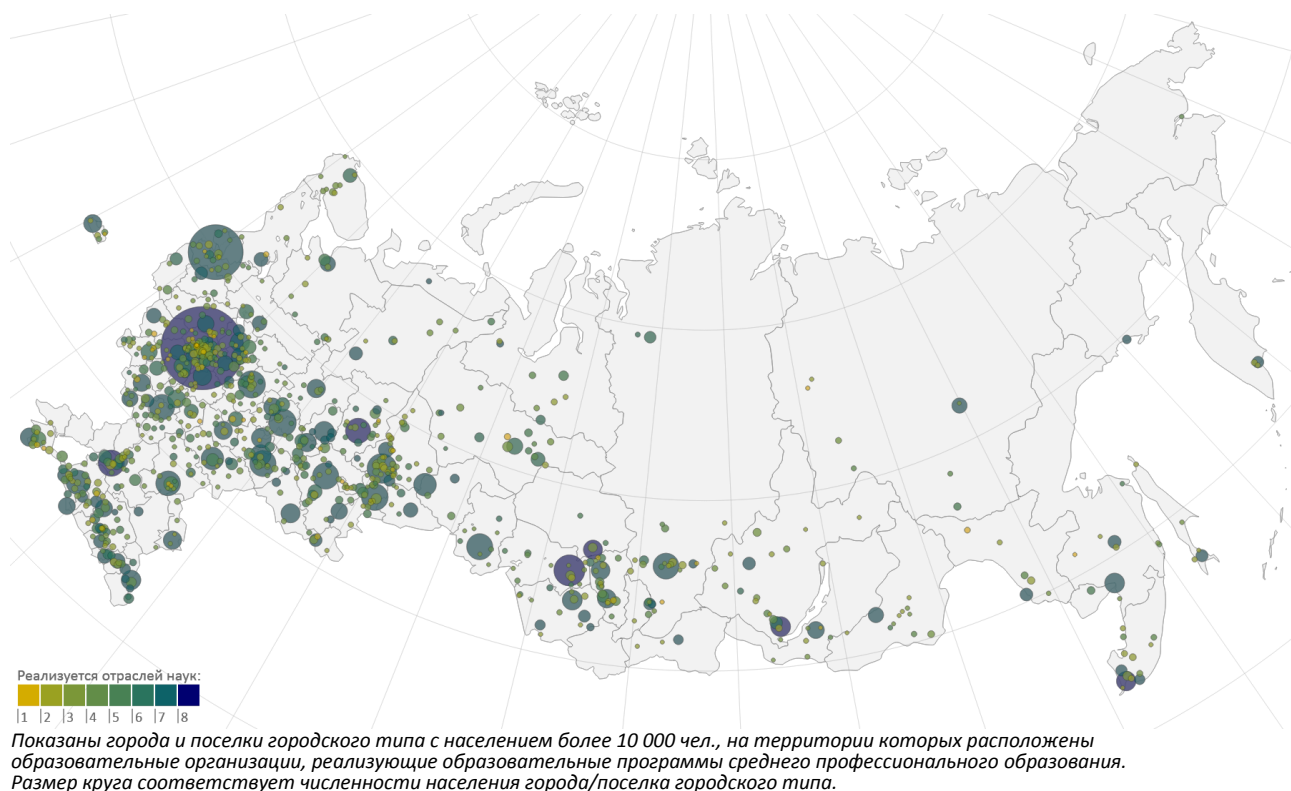 Реализуется отраслей наук:
|1 |2 |3 |4 |5 |6 |7 |8
Показаны города и поселки городского типа с населением более 10 000 чел., на территории которых расположены
образовательные организации, реализующие образовательные программы среднего профессионального образования.
Размер круга соответствует численности населения города/поселка городского типа.